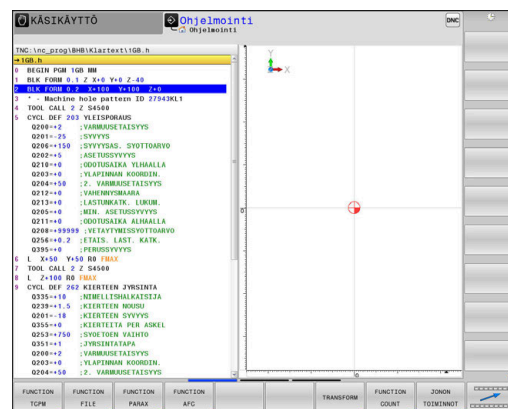 KÄSIKÄYTTÖ
Ohjelmointi
Ohjelmointi
DNC
TNC:\nc_prog\BHB\Klartext\1GB.h
→1GB.h
0 BEGIN PGM 1GB MM
1 BLK FORM 0.1 Z X+0 Y+0 Z-40
2 BLK FORM 0.2 X+100 Y+100 Z+0
3 * - Machine hole pattern ID 27943KL1
4 TOOL CALL 2 Z S4500
5 CYCL DEF 203 YLEISPORAUS
Q200=+2 ;VARMUUSETAISYYS
Q201=-25 ;SYVYYS
Q206=+150 ;SYVYYSAS. SYOTTOARVO
Q202=+5 ;ASETUSSYVYYS
Q210=+0 ;ODOTUSAIKA YLHAALLA
Q203=+0 ;YLAPINNAN KOORDIN.
Q204=+50 ;2. VARMUUSETAISYYS
Q212=+0 ;VAHENNYSMAARA
Q213=+0 ;LASTUNKATK. LUKUM.
Q205=+0 ;MIN. ASETUSSYVYYS
Q211=+0 ;ODOTUSAIKA ALHAALLA
Q208=+99999 ;VETAYTYMISSYOTTOARVO
Q256=+0.2 ;ETAIS. LAST. KATK.
Q395=+0 ;PERUSSYVYYS
6 L X+50 Y+50 R0 FMAX
7 TOOL CALL 2 Z S4500
8 L Z+100 R0 FMAX
9 CYCL DEF 262 KIERTEEN JYRSINTA
Q335=+10 ;NIMELLISHALKAISIJA
Q239=+1.5 ;KIERTEEN NOUSU
Q201=-18 ;KIERTEEN SYVYYS
Q355=+0 ;KIERTEITA PER ASKEL
Q253=+750 ;SYOETOEN VAIHTO
Q351=+1 ;JYRSINTATAPA
Q200=+2 ;VARMUUSETAISYYS
Q203=+0 ;YLAPINNAN KOORDIN.
Q204=+50 ;2. VARMUUSETAISYYS
Y
X
0
0
FUNCTION TCPM
FUNCTION FILE
FUNCTION PARAX
FUNCTION AFC
TRANSFORM
FUNCTION COUNT
JONON TOIMINNOT